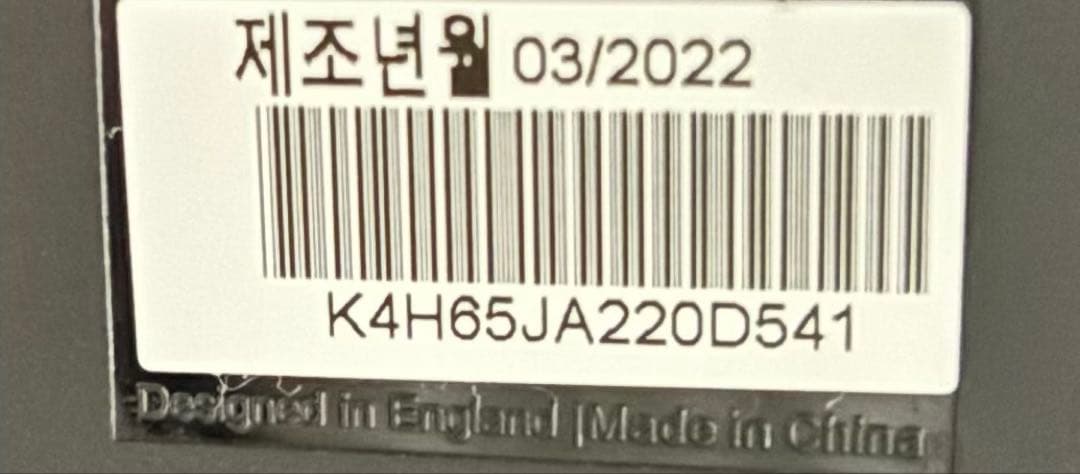 제조년월 03/2022
K4H65JA220D541
Designed in England | Made in China